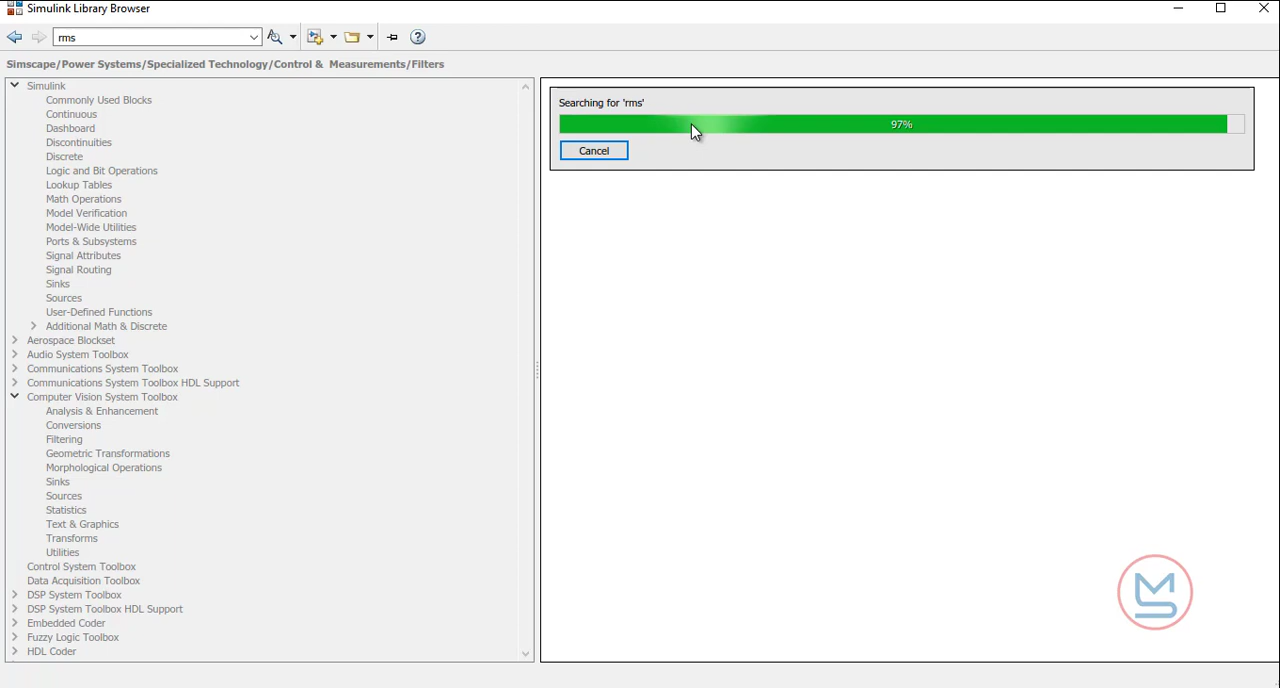 Simulink Library Browser
rms
Simscape/Power Systems/Specialized Technology/Control & Measurements/Filters
Simulink
Commonly Used Blocks
Continuous
Dashboard
Discontinuities
Discrete
Logic and Bit Operations
Lookup Tables
Math Operations
Model Verification
Model-Wide Utilities
Ports & Subsystems
Signal Attributes
Signal Routing
Sinks
Sources
User-Defined Functions
Additional Math & Discrete
Aerospace Blockset
Audio System Toolbox
Communications System Toolbox
Communications System Toolbox HDL Support
Computer Vision System Toolbox
Analysis & Enhancement
Conversions
Filtering
Geometric Transformations
Morphological Operations
Sinks
Sources
Statistics
Text & Graphics
Transforms
Utilities
Control System Toolbox
Data Acquisition Toolbox
DSP System Toolbox
DSP System Toolbox HDL Support
Embedded Coder
Fuzzy Logic Toolbox
HDL Coder
Searching for 'rms'
97%
Cancel
MS